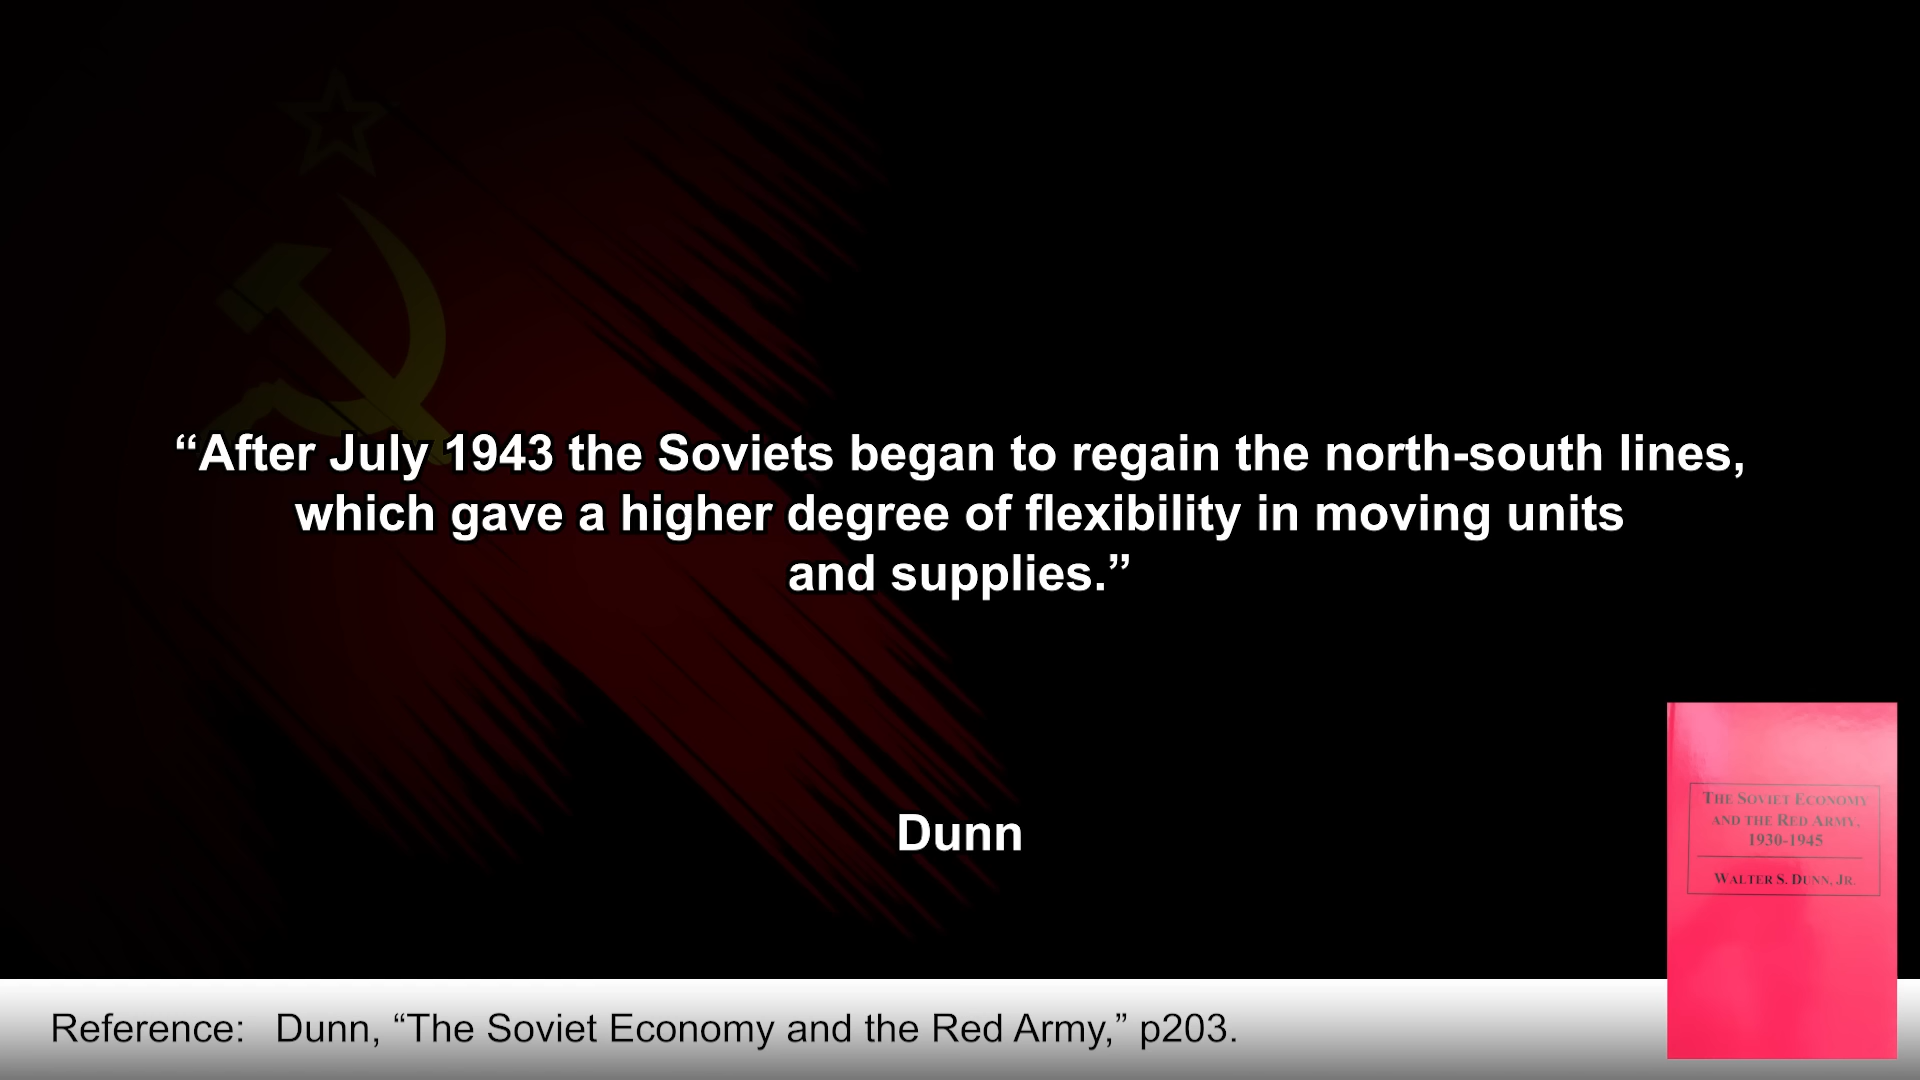 “After July 1943 the Soviets began to regain the north-south lines,
which gave a higher degree of flexibility in moving units
and supplies.”
Dunn
THE SOVIET ECONOMY
AND THE RED ARMY,
1930-1945
WALTER S. DUNN, JR.
Reference: Dunn, “The Soviet Economy and the Red Army,” p203.